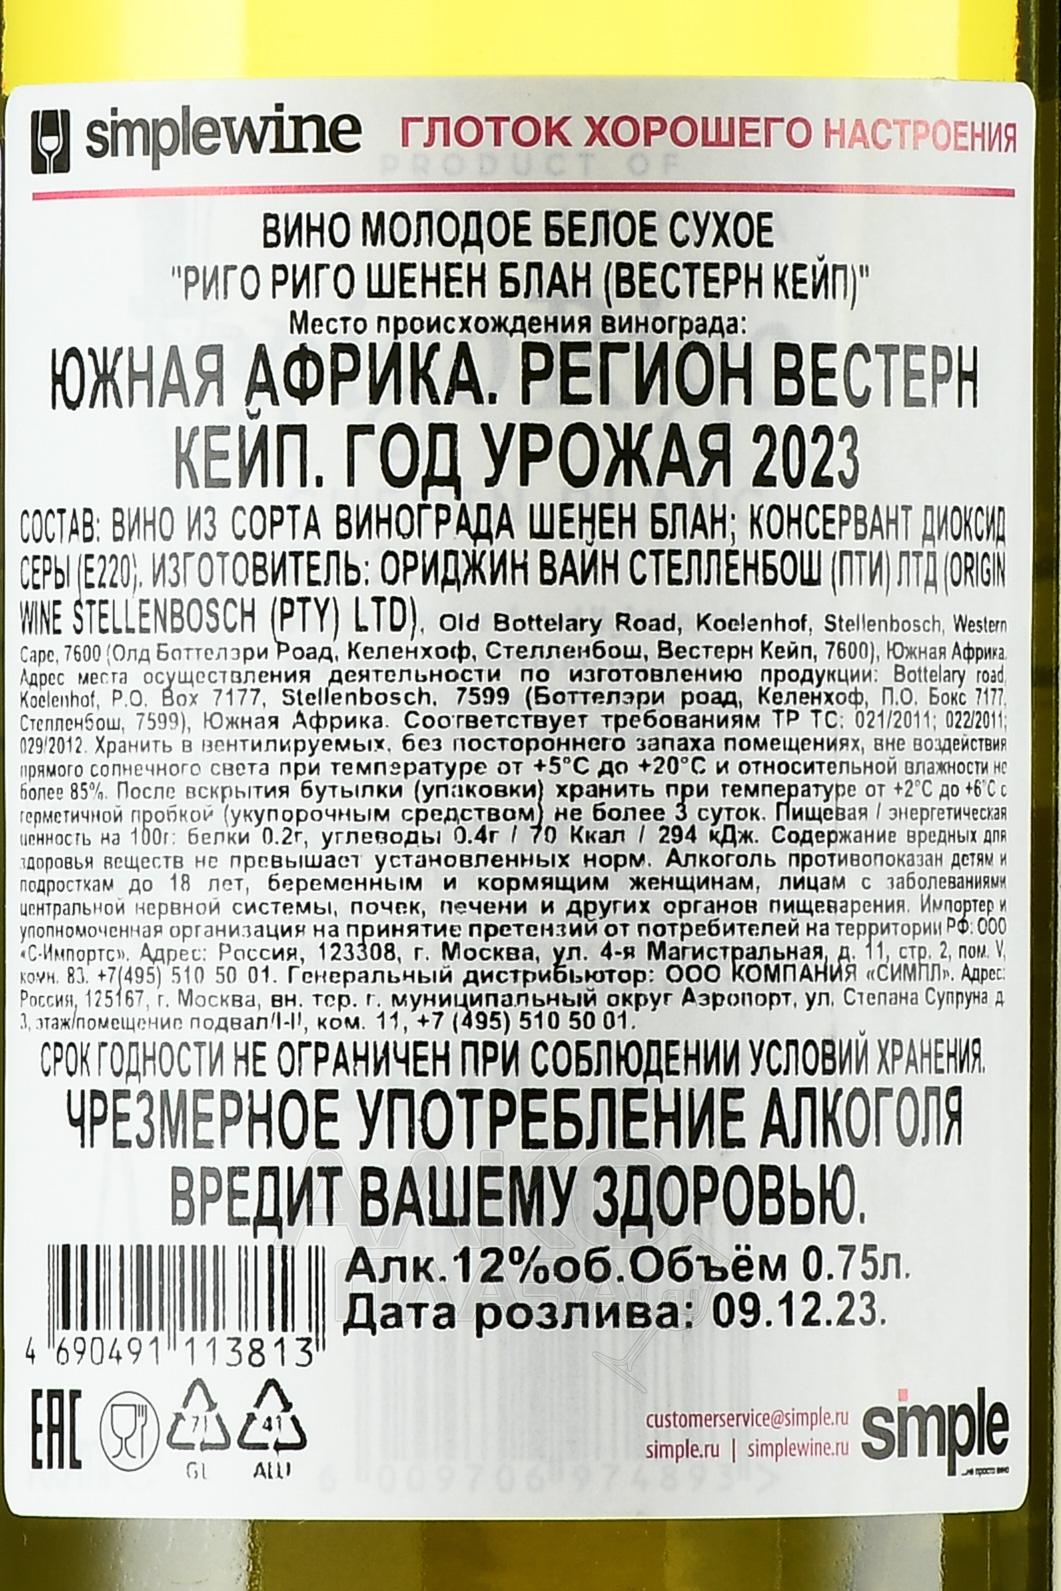 simplewine ГЛОТОК ХОРОШЕГО НАСТРОЕНИЯ
PRODUCT OF
ВИНО МОЛОДОЕ БЕЛОЕ СУХОЕ
"РИГО РИГО ШЕНЕН БЛАН (ВЕСТЕРН КЕЙП)"
Место происхождения винограда:
ЮЖНАЯ АФРИКА. РЕГИОН ВЕСТЕРН
КЕЙП. ГОД УРОЖАЯ 2023
СОСТАВ: ВИНО ИЗ СОРТА ВИНОГРАДА ШЕНЕН БЛАН; КОНСЕРВАНТ ДИОКСИД
СЕРЫ (Е220). ИЗГОТОВИТЕЛЬ: ОРИДЖИН ВАЙН СТЕЛЛЕНБОШ (ПТИ) ЛТД (ORIGIN
WINE STELLENBOSCH (PTY) LTD), Old Bottelary Road, Koelenhof, Stellenbosch, Western
Cape, 7600 (Олд Боттелэри Роад, Келенхоф, Стелленбош, Вестерн Кейп, 7600), Южная Африка.
Адрес места осуществления деятельности по изготовлению продукции: Bottelary road,
Koelenhof, P.O. Box 7177, Stellenbosch, 7599 (Боттелэри роад, Келенхоф, П.О. Бокс 7177,
Стелленбош, 7599), Южная Африка. Соответствует требованиям ТР ТС: 021/2011; 022/2011;
029/2012. Хранить в вентилируемых, без постороннего запаха помещениях, вне воздействия
прямого солнечного света при температуре от +5°С до +20°С и относительной влажности не
более 85%. После вскрытия бутылки (упаковки) хранить при температуре от +2°С до +6°С с
герметичной пробкой (укупорочным средством) не более 3 суток. Пищевая / энергетическая
ценность на 100г: белки 0.2г, углеводы 0.4г / 70 Ккал / 294 кДж. Содержание вредных для
здоровья веществ не превышает установленных норм. Алкоголь противопоказан детям и
подросткам до 18 лет, беременным и кормящим женщинам, лицам с заболеваниями
центральной нервной системы, почек, печени и других органов пищеварения. Импортер и
уполномоченная организация на принятие претензий от потребителей на территории РФ: ООО
«С-Импортс». Адрес: Россия, 123308, г. Москва, ул. 4-я Магистральная, д. 11, стр. 2, пом. V,
комн. 83. +7(495) 510 50 01. Генеральный дистрибьютор: ООО КОМПАНИЯ «СИМПЛ». Адрес:
Россия, 125167, г. Москва, вн. тер. г. муниципальный округ Аэропорт, ул. Степана Супруна, д.
3, этаж/помещение подвал/I-II, ком. 11, +7 (495) 510 50 01.
СРОК ГОДНОСТИ НЕ ОГРАНИЧЕН ПРИ СОБЛЮДЕНИИ УСЛОВИЙ ХРАНЕНИЯ.
ЧРЕЗМЕРНОЕ УПОТРЕБЛЕНИЕ АЛКОГОЛЯ
ВРЕДИТ ВАШЕМУ ЗДОРОВЬЮ.
Алк.12%об.Объём 0.75л.
Дата розлива: 09.12.23.
4 690491 113813
EAC
71 41
GL ALU
customerservice@simple.ru
simple.ru | simplewine.ru
simple
...не просто вино
6 009706 974893 >